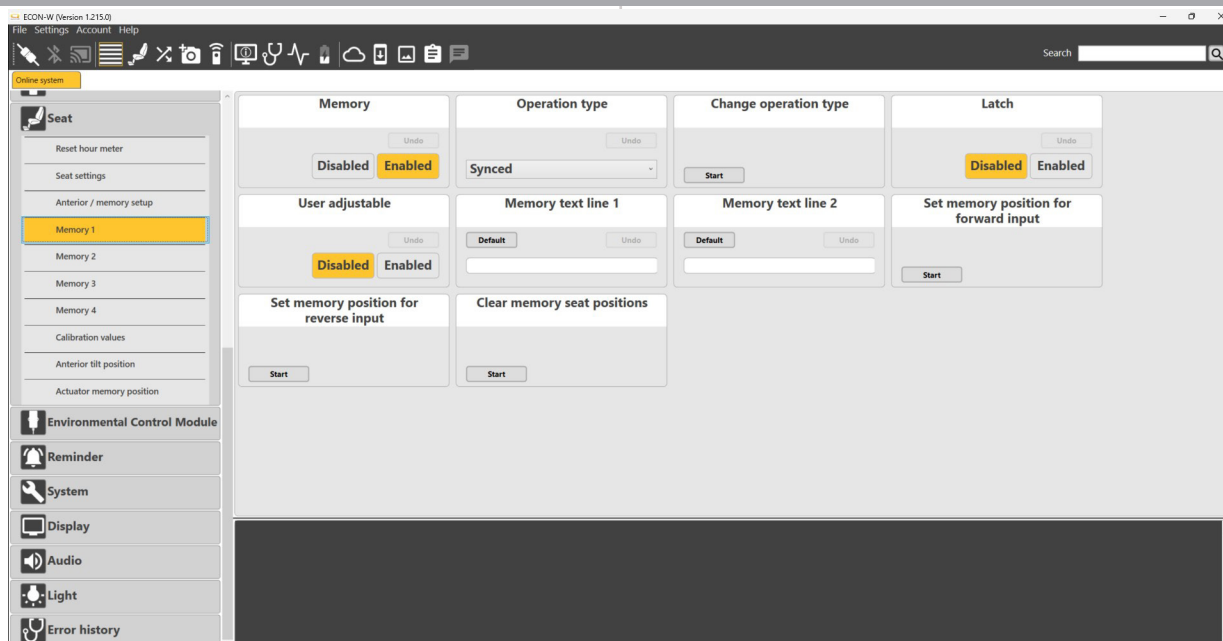 ECON-W (Version 1.215.0)
File Settings Account Help
Search
Online system
Seat
Reset hour meter
Seat settings
Anterior / memory setup
Memory 1
Memory 2
Memory 3
Memory 4
Calibration values
Anterior tilt position
Actuator memory position
Environmental Control Module
Reminder
System
Display
Audio
Light
Error history
Memory
Undo
Disabled Enabled
Operation type
Undo
Synced
Change operation type
Start
Latch
Undo
Disabled Enabled
User adjustable
Undo
Disabled Enabled
Memory text line 1
Default Undo
Memory text line 2
Default Undo
Set memory position for
forward input
Start
Set memory position for
reverse input
Start
Clear memory seat positions
Start